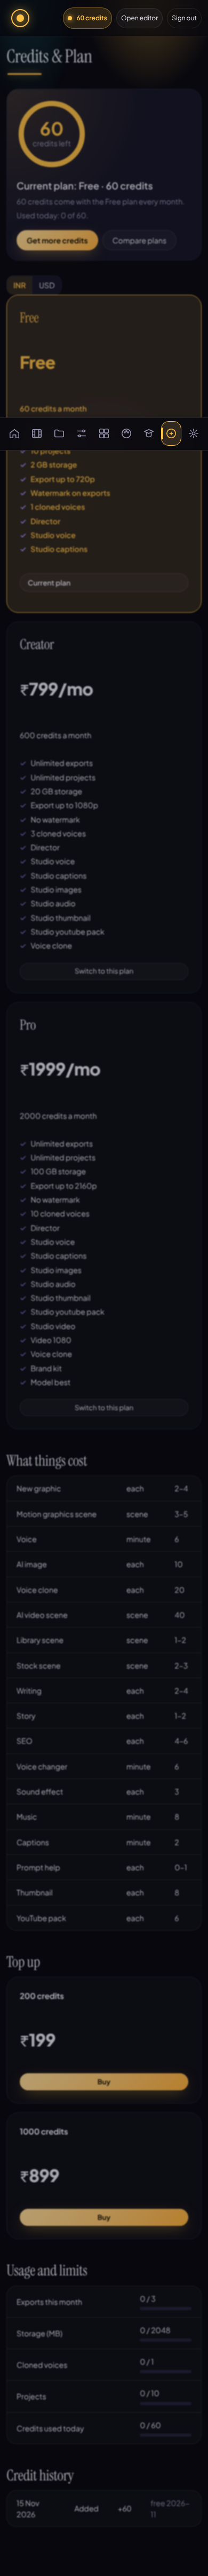 60 credits Open editor Sign out
Credits & Plan
60
credits left
Current plan: Free · 60 credits
60 credits come with the Free plan every month
Used today: 0 of 60.
Get more credits Compare plans
INR USD
Free
Free
60 credits a month
10 projects
2 GB storage
Export up to 720p
Watermark on exports
1 cloned voices
Director
Studio voice
Studio captions
Current plan
Creator
₹799/mo
600 credits a month
Unlimited exports
Unlimited projects
20 GB storage
Export up to 1080p
No watermark
3 cloned voices
Director
Studio voice
Studio captions
Studio images
Studio audio
Studio thumbnail
Studio youtube pack
Voice clone
Switch to this plan
Pro
₹1999/mo
2000 credits a month
Unlimited exports
Unlimited projects
100 GB storage
Export up to 2160p
No watermark
10 cloned voices
Director
Studio voice
Studio captions
Studio images
Studio audio
Studio thumbnail
Studio youtube pack
Studio video
Video 1080
Voice clone
Brand kit
Model best
Switch to this plan
What things cost
New graphic each 2–4
Motion graphics scene scene 3–5
Voice minute 6
AI image each 10
Voice clone each 20
AI video scene scene 40
Library scene scene 1–2
Stock scene scene 2–3
Writing each 2–4
Story each 1–2
SEO each 4–6
Voice changer minute 6
Sound effect each 3
Music minute 8
Captions minute 2
Prompt help each 0–1
Thumbnail each 8
YouTube pack each 6
Top up
200 credits
₹199
Buy
1000 credits
₹899
Buy
Usage and limits
Exports this month 0 / 3
Storage (MB) 0 / 2048
Cloned voices 0 / 1
Projects 0 / 10
Credits used today 0 / 60
Credit history
15 Nov 2026 Added +60 free 2026-11